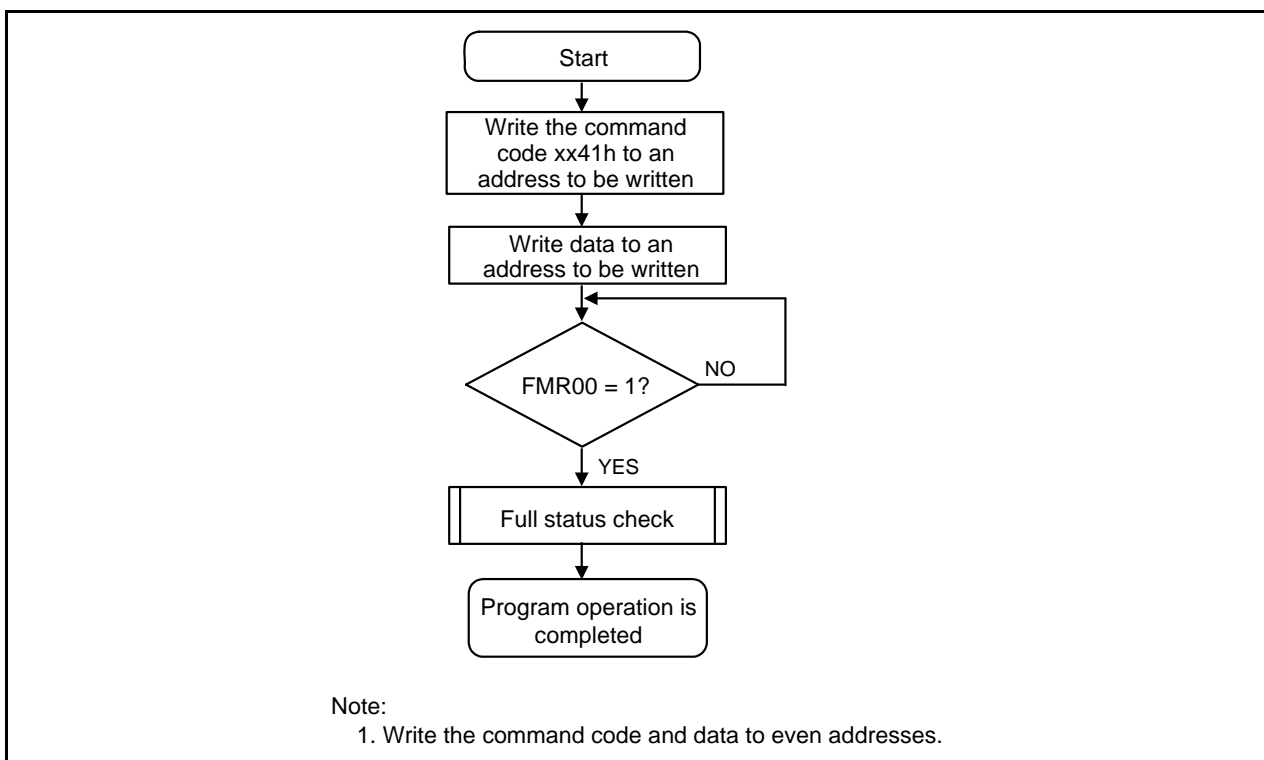 Start
Write the command
code xx41h to an
address to be written
Write data to an
address to be written
FMR00 = 1?
NO
YES
Full status check
Program operation is
completed
Note:
1. Write the command code and data to even addresses.